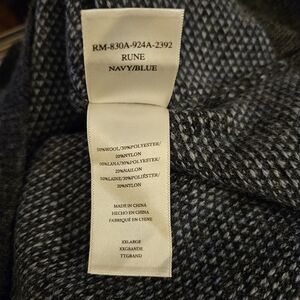 RM-830A-924A-2392
RUNE
NAVY/BLUE
50%WOOL/30%POLYESTER/
20%NYLON
50%LANA/30%POLYESTER/
20%NAILON
50%LAINE/30%POLIÉSTER/
20%NYLON
MADE IN CHINA
HECHO EN CHINA
FABRIQUÉ EN CHINE
XXLARGE
EXGRANDE
TTGRAND